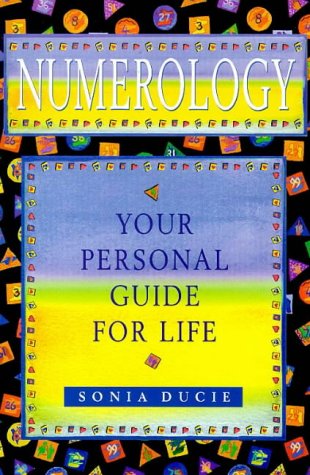 NUMEROLOGY
YOUR
PERSONAL
GUIDE
FOR LIFE
SONIA DUCIE